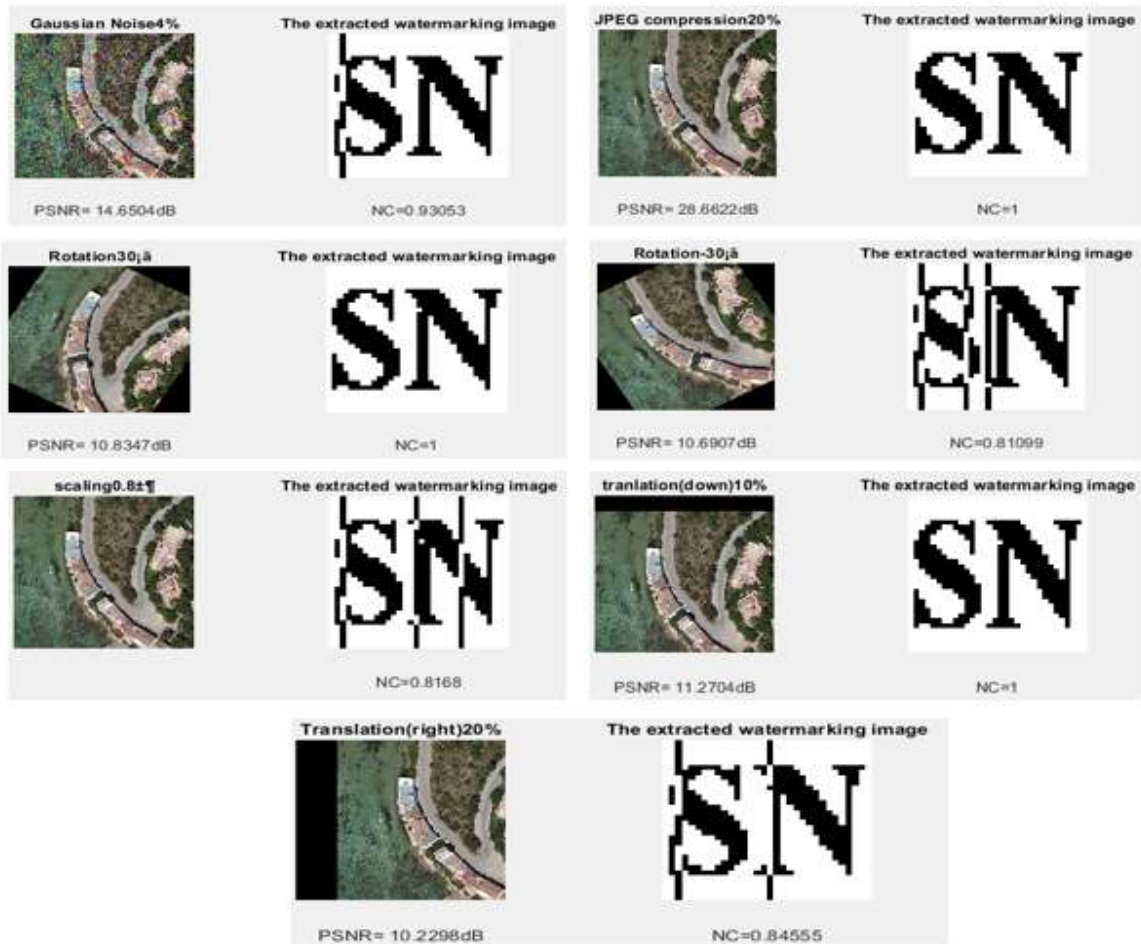 Gaussian Noise4%
The extracted watermarking image
SN
PSNR= 14.6504dB
NC=0.93053
JPEG compression20%
The extracted watermarking image
SN
PSNR= 28.6622dB
NC=1
Rotation30¡ã
The extracted watermarking image
SN
PSNR= 10.8347dB
NC=1
Rotation-30¡ã
The extracted watermarking image
SN
PSNR= 10.6907dB
NC=0.81099
scaling0.8±¶
The extracted watermarking image
SN
NC=0.8168
tranlation(down)10%
The extracted watermarking image
SN
PSNR= 11.2704dB
NC=1
Translation(right)20%
The extracted watermarking image
SN
PSNR= 10.2298dB
NC=0.84555